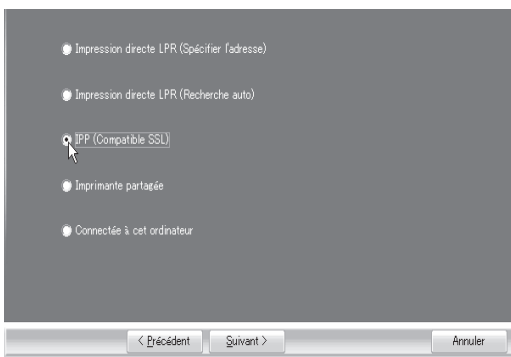 Impression directe LPR (Spécifier l'adresse)
Impression directe LPR (Recherche auto)
IPP (Compatible SSL)
Imprimante partagée
Connectée à cet ordinateur
< Précédent Suivant > Annuler